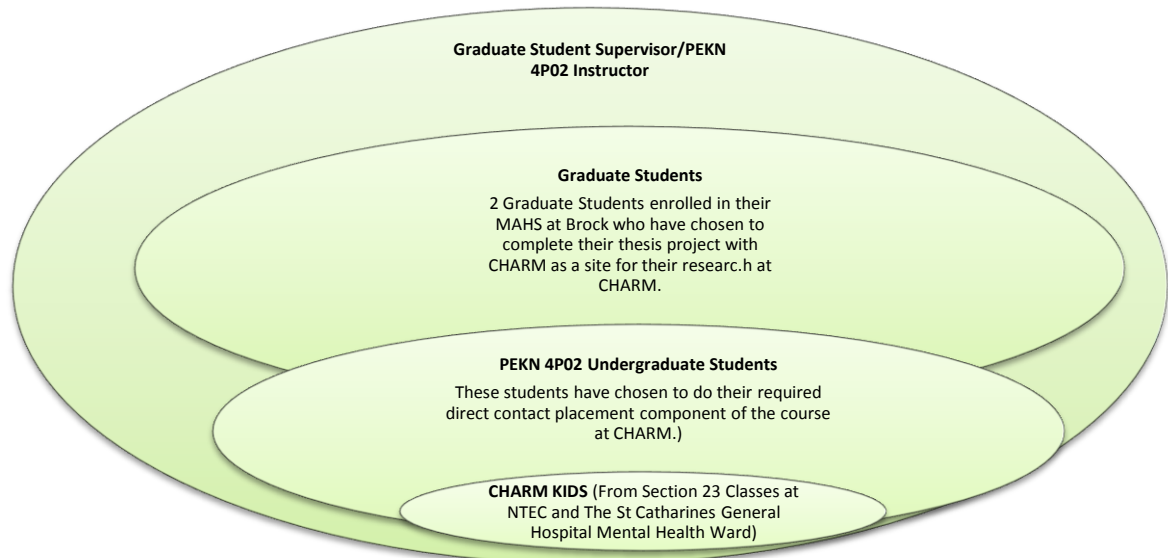 Graduate Student Supervisor/PEKN
4P02 Instructor
Graduate Students
2 Graduate Students enrolled in their
MAHS at Brock who have chosen to
complete their thesis project with
CHARM as a site for their researc.h at
CHARM.
PEKN 4P02 Undergraduate Students
These students have chosen to do their required
direct contact placement component of the course
at CHARM.)
CHARM KIDS (From Section 23 Classes at
NTEC and The St Catharines General
Hospital Mental Health Ward)